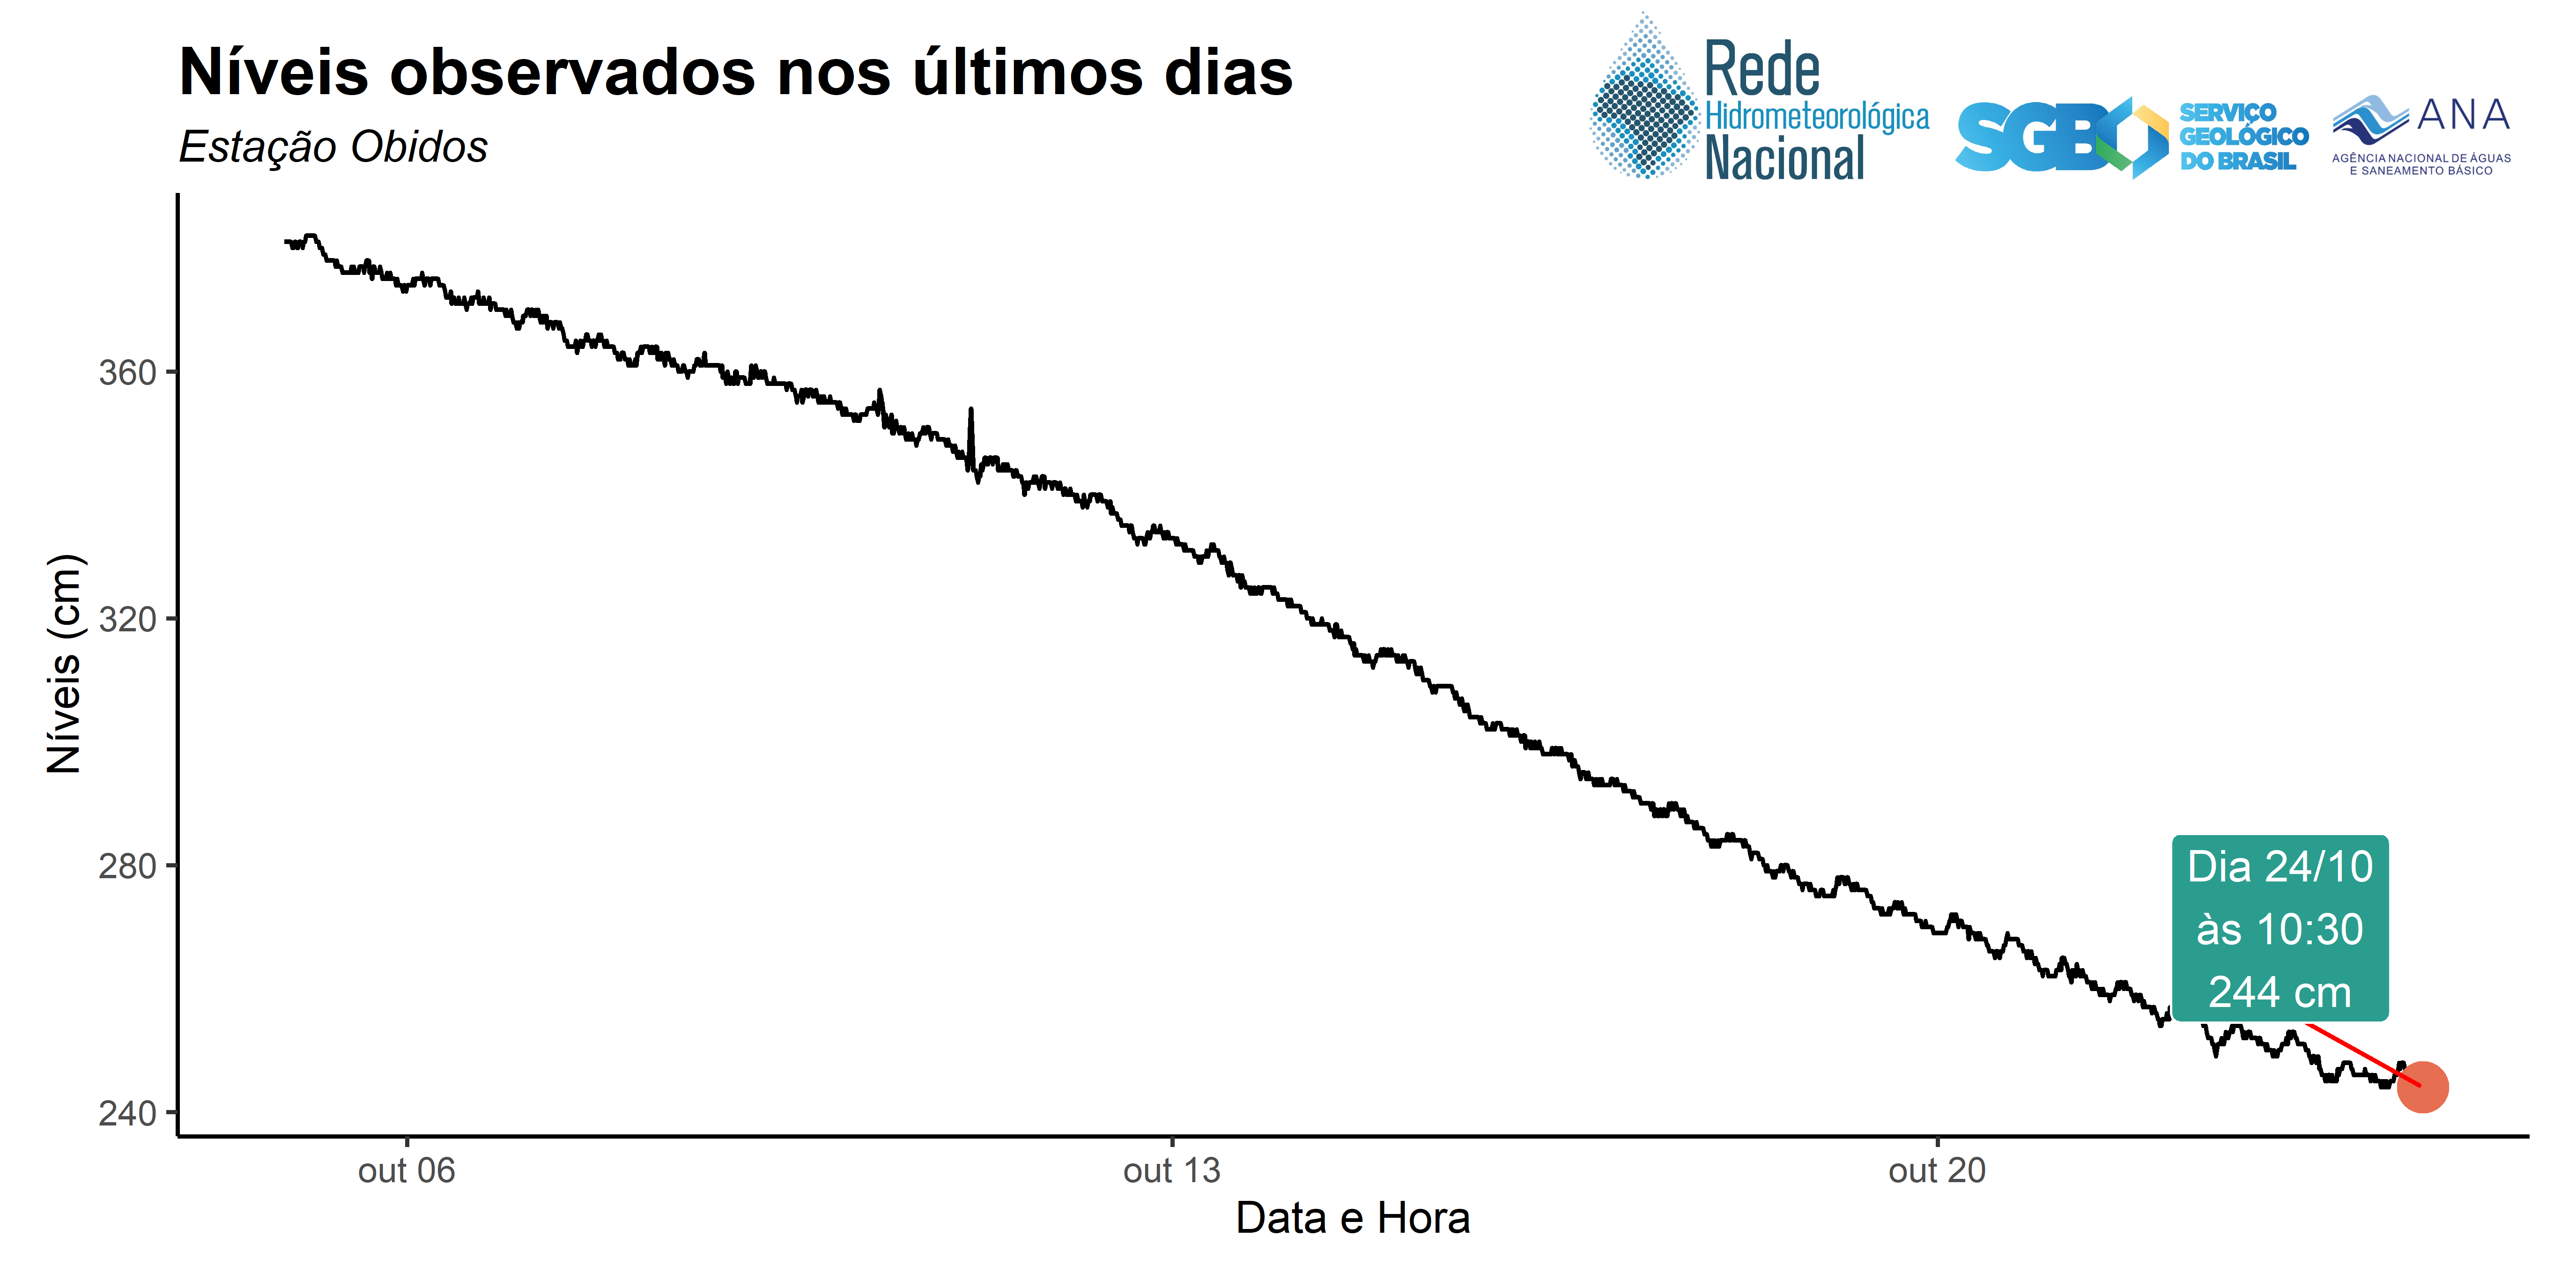 Níveis observados nos últimos dias
Estação Obidos
Rede
Hidrometeorológica
Nacional
SGB
SERVIÇO
GEOLÓGICO
DO BRASIL
ANA
AGÊNCIA NACIONAL DE ÁGUAS
E SANEAMENTO BÁSICO
Níveis (cm)
360
320
280
240
Dia 24/10
às 10:30
244 cm
out 06
out 13
out 20
Data e Hora